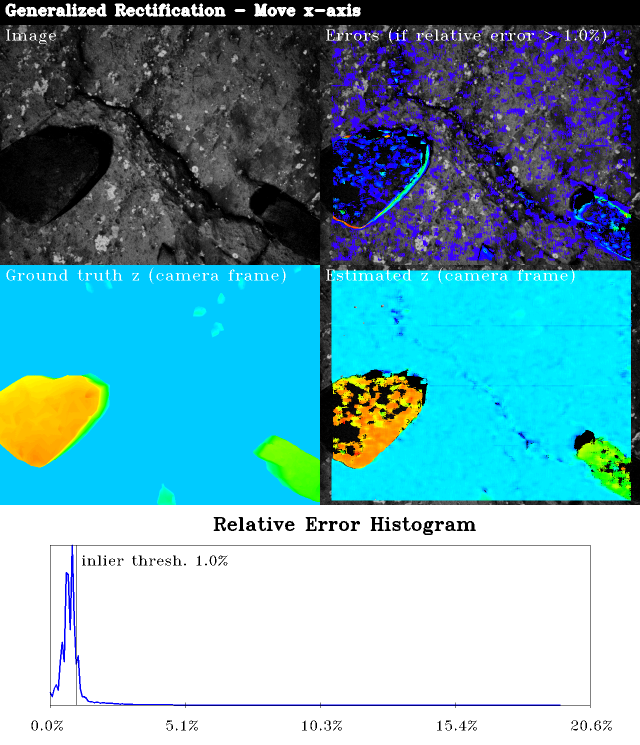 Generalized Rectification - Move x-axis
Image
Errors (if relative error > 1.0%)
Ground truth z (camera frame)
Estimated z (camera frame)
Relative Error Histogram
inlier thresh. 1.0%
0.0% 5.1% 10.3% 15.4% 20.6%